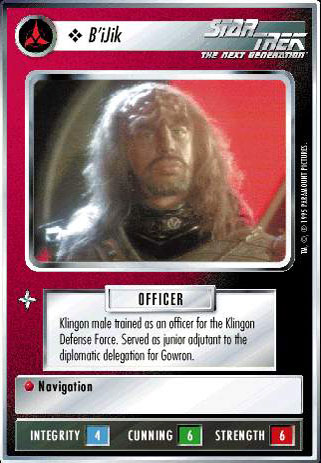 ❖ B'iJik
STAR TREK
THE NEXT GENERATION
TM, ©, ® 1995 PARAMOUNT PICTURES.
OFFICER
Klingon male trained as an officer for the Klingon
Defense Force. Served as junior adjutant to the
diplomatic delegation for Gowron.
Navigation
INTEGRITY 4 CUNNING 6 STRENGTH 6